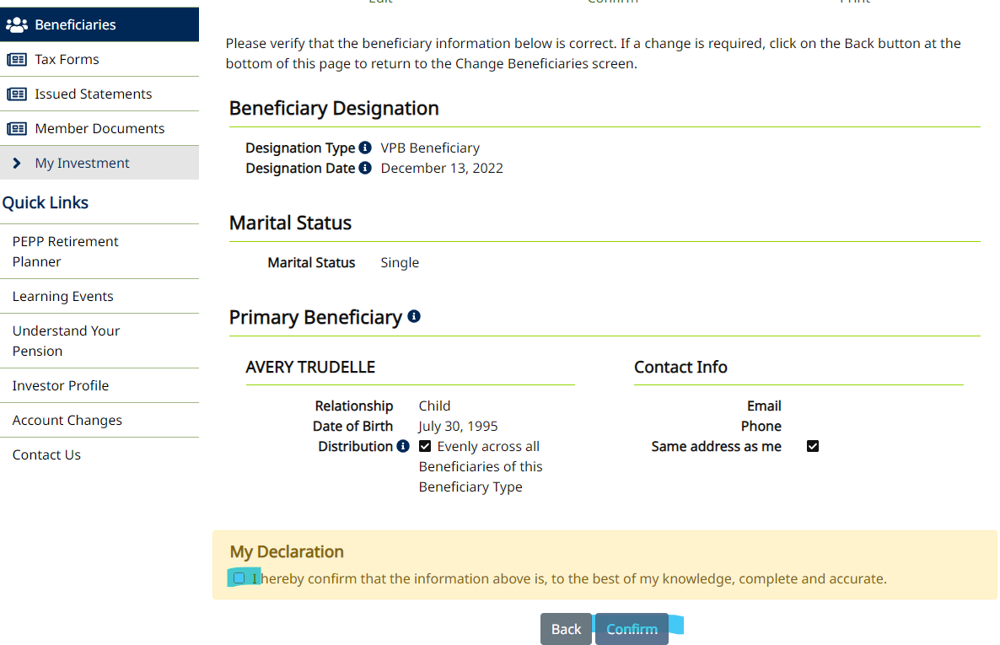 Edit
Confirm
Print
Beneficiaries
Tax Forms
Issued Statements
Member Documents
My Investment
Quick Links
PEPP Retirement
Planner
Learning Events
Understand Your
Pension
Investor Profile
Account Changes
Contact Us
Please verify that the beneficiary information below is correct. If a change is required, click on the Back button at the
bottom of this page to return to the Change Beneficiaries screen.
Beneficiary Designation
Designation Type VPB Beneficiary
Designation Date December 13, 2022
Marital Status
Marital Status Single
Primary Beneficiary
AVERY TRUDELLE
Relationship Child
Date of Birth July 30, 1995
Distribution Evenly across all
Beneficiaries of this
Beneficiary Type
Contact Info
Email
Phone
Same address as me
My Declaration
I hereby confirm that the information above is, to the best of my knowledge, complete and accurate.
Back
Confirm